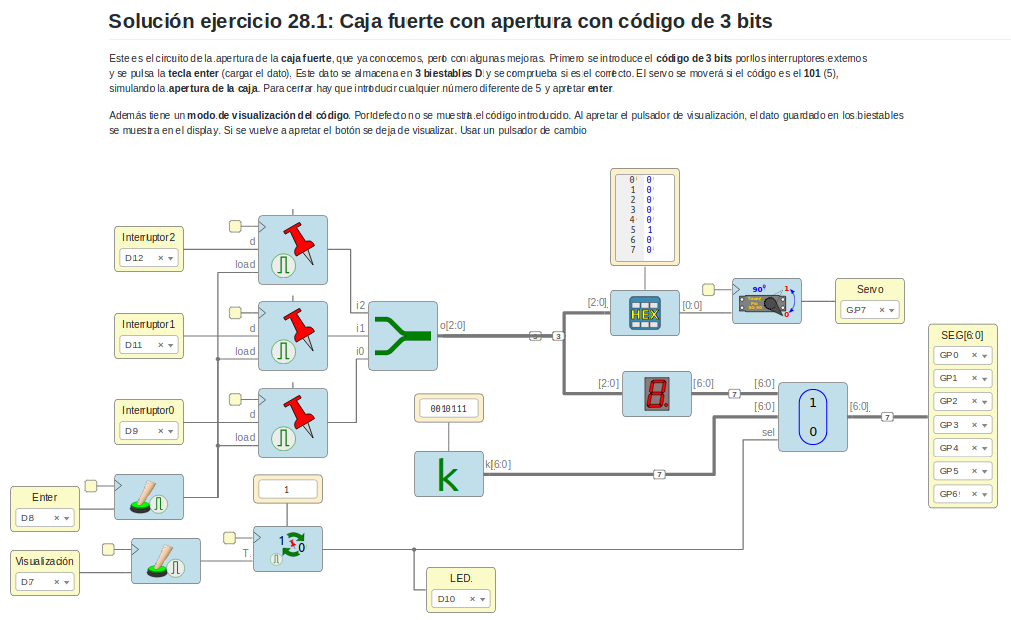 Solución ejercicio 28.1: Caja fuerte con apertura con código de 3 bits
Este es el circuito de la apertura de la caja fuerte, que ya conocemos, pero con algunas mejoras. Primero se introduce el código de 3 bits por los interruptores externos
y se pulsa la tecla enter (cargar el dato). Este dato se almacena en 3 biestables D y se comprueba si es el correcto. El servo se moverá si el código es el 101 (5),
simulando la apertura de la caja. Para cerrar hay que introducir cualquier número diferente de 5 y apretar enter.
Además tiene un modo de visualización del código. Por defecto no se muestra el código introducido. Al apretar el pulsador de visualización, el dato guardado en los biestables
se muestra en el display. Si se vuelve a apretar el botón se deja de visualizar. Usar un pulsador de cambio
0 0
1 0
2 0
3 0
4 0
5 1
6 0
7 0
Interruptor2
D12
d
load
Interruptor1
D11
d
load
Interruptor0
D9
d
load
i2
i1
i0
o[2:0]
3
3
[2:0]
HEX
[0:0]
90º
1
0
Servo
GP7
[2:0]
[6:0]
7
[6:0]
[6:0]
sel
1
0
[6:0]
7
SEG[6:0]
GP0
GP1
GP2
GP3
GP4
GP5
GP6
0010111
k
k[6:0]
7
Enter
D8
1
Visualización
D7
T
1
0
LED
D10